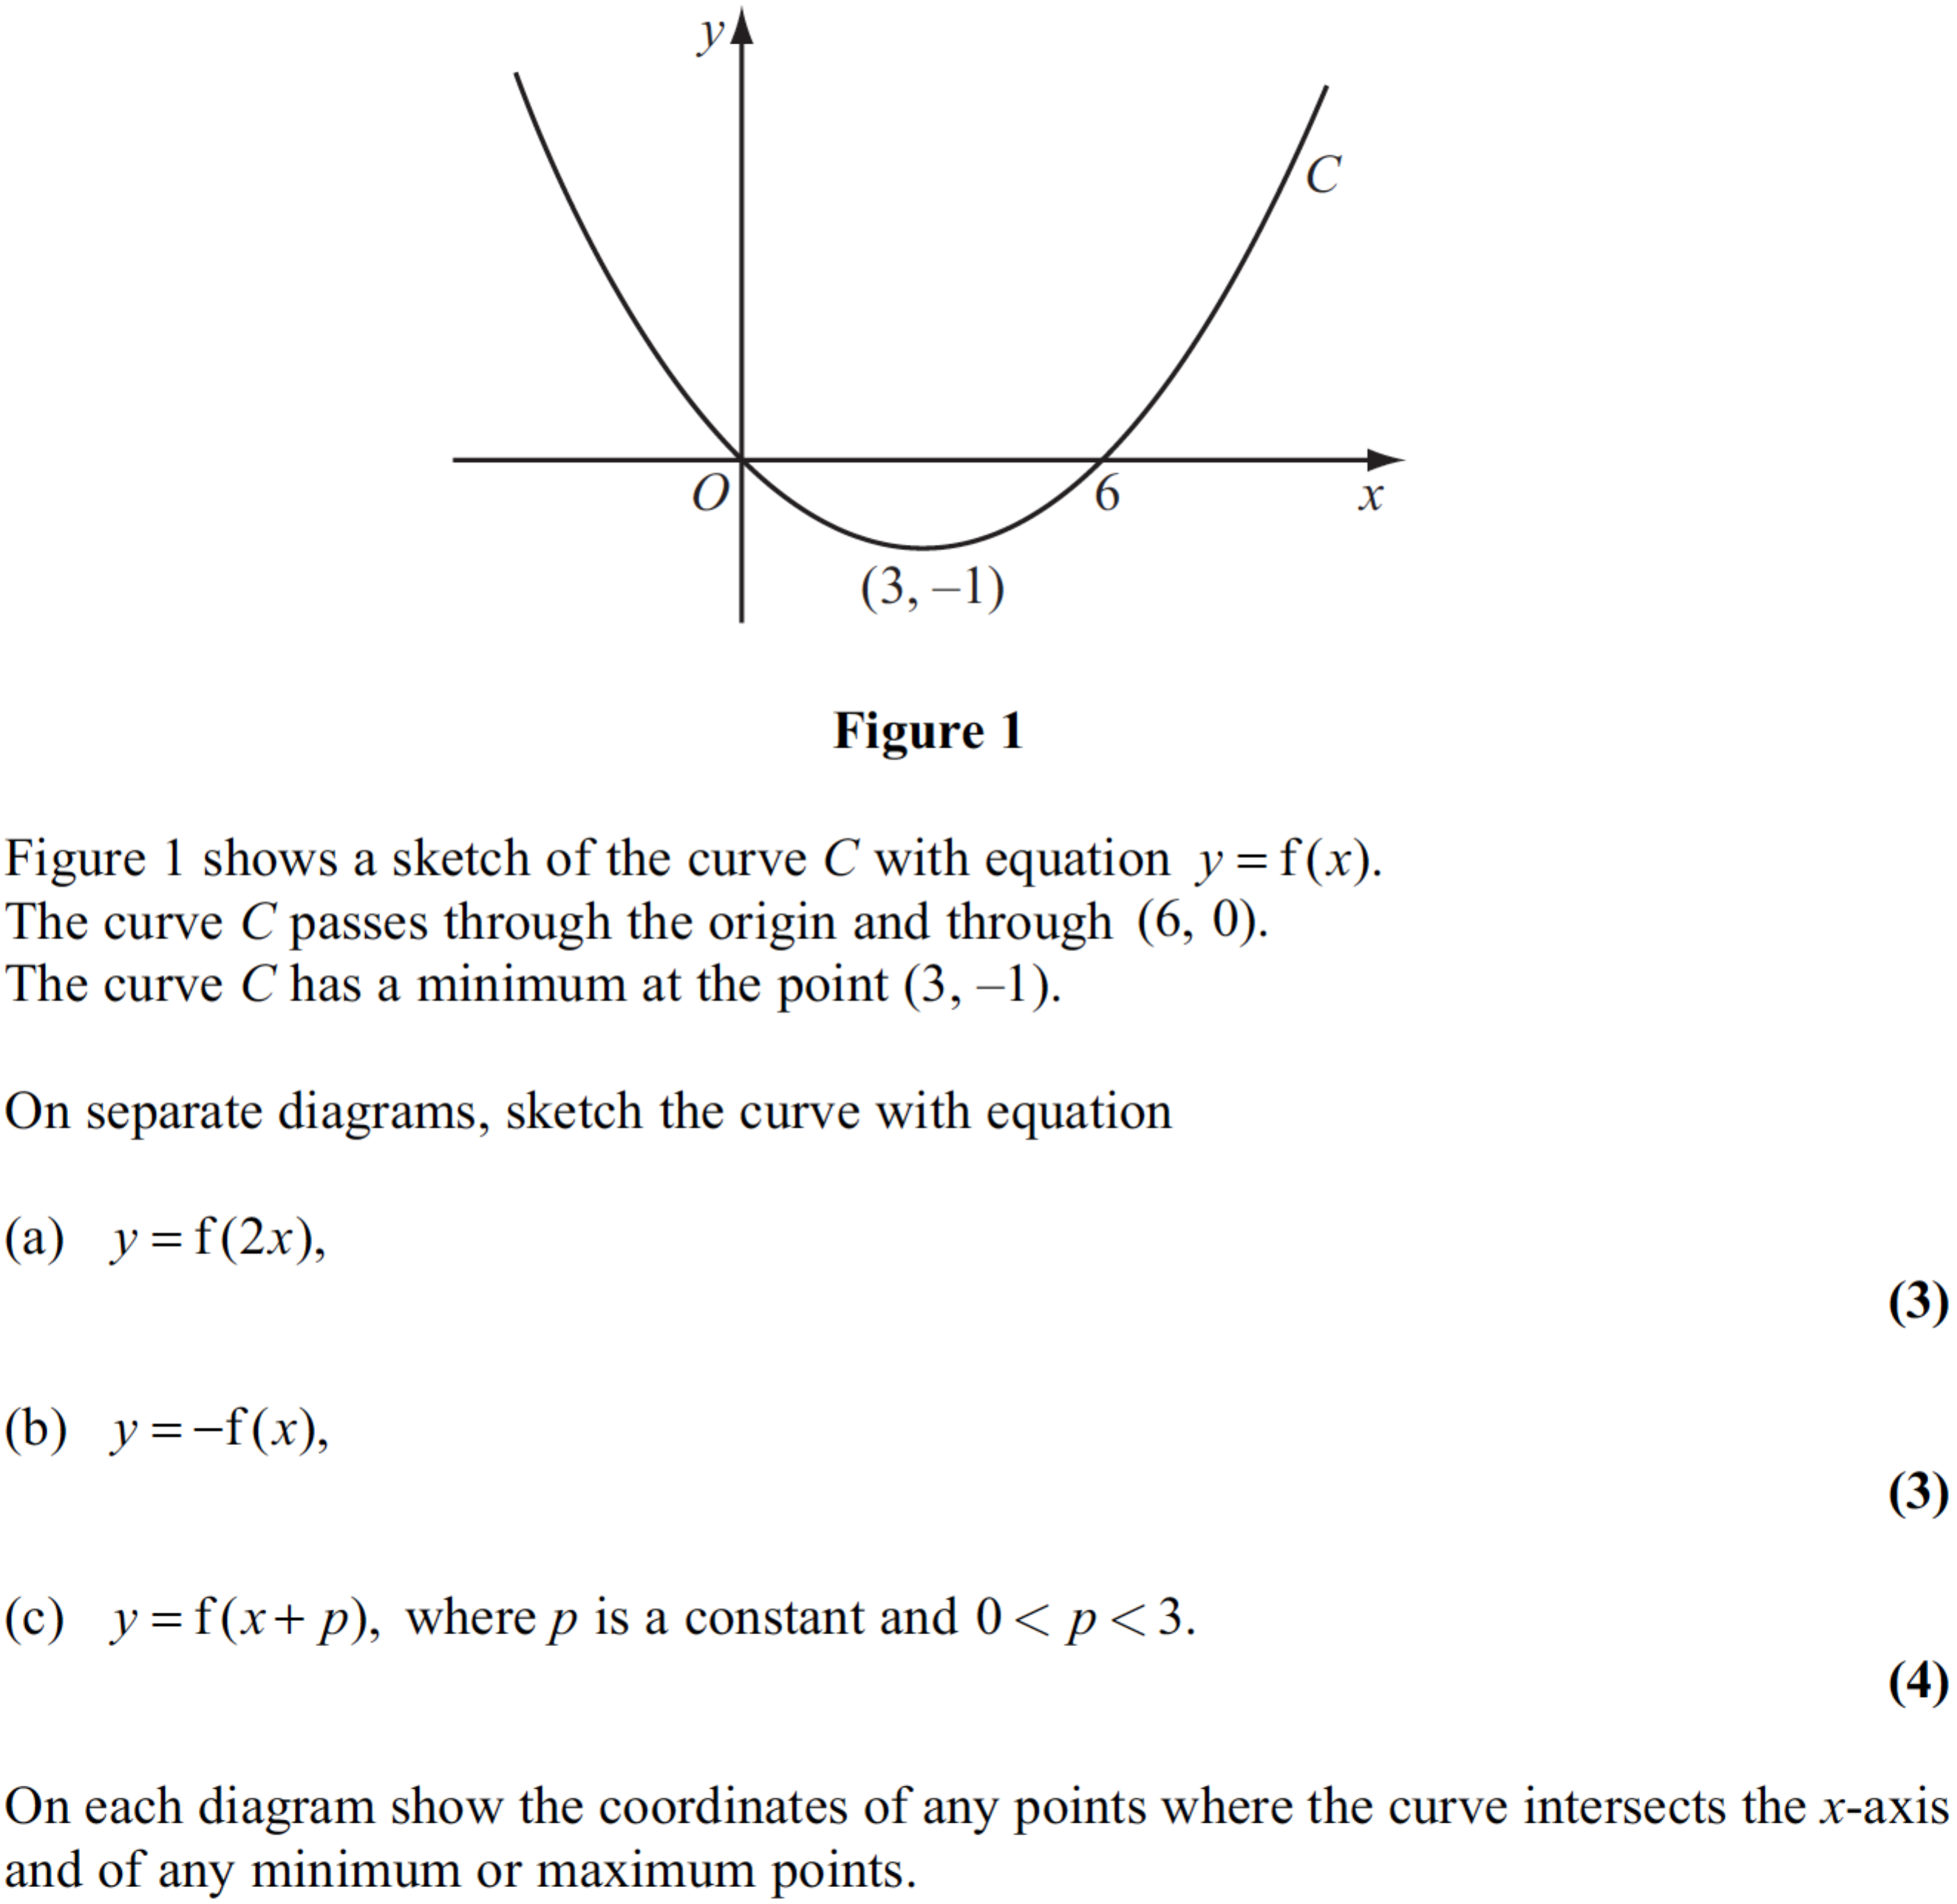 y
C
O
6
x
(3, –1)
Figure 1
Figure 1 shows a sketch of the curve C with equation y = f(x).
The curve C passes through the origin and through (6, 0).
The curve C has a minimum at the point (3, –1).
On separate diagrams, sketch the curve with equation
(a) y = f(2x),
(3)
(b) y = −f(x),
(3)
(c) y = f(x + p), where p is a constant and 0 < p < 3.
(4)
On each diagram show the coordinates of any points where the curve intersects the x-axis
and of any minimum or maximum points.